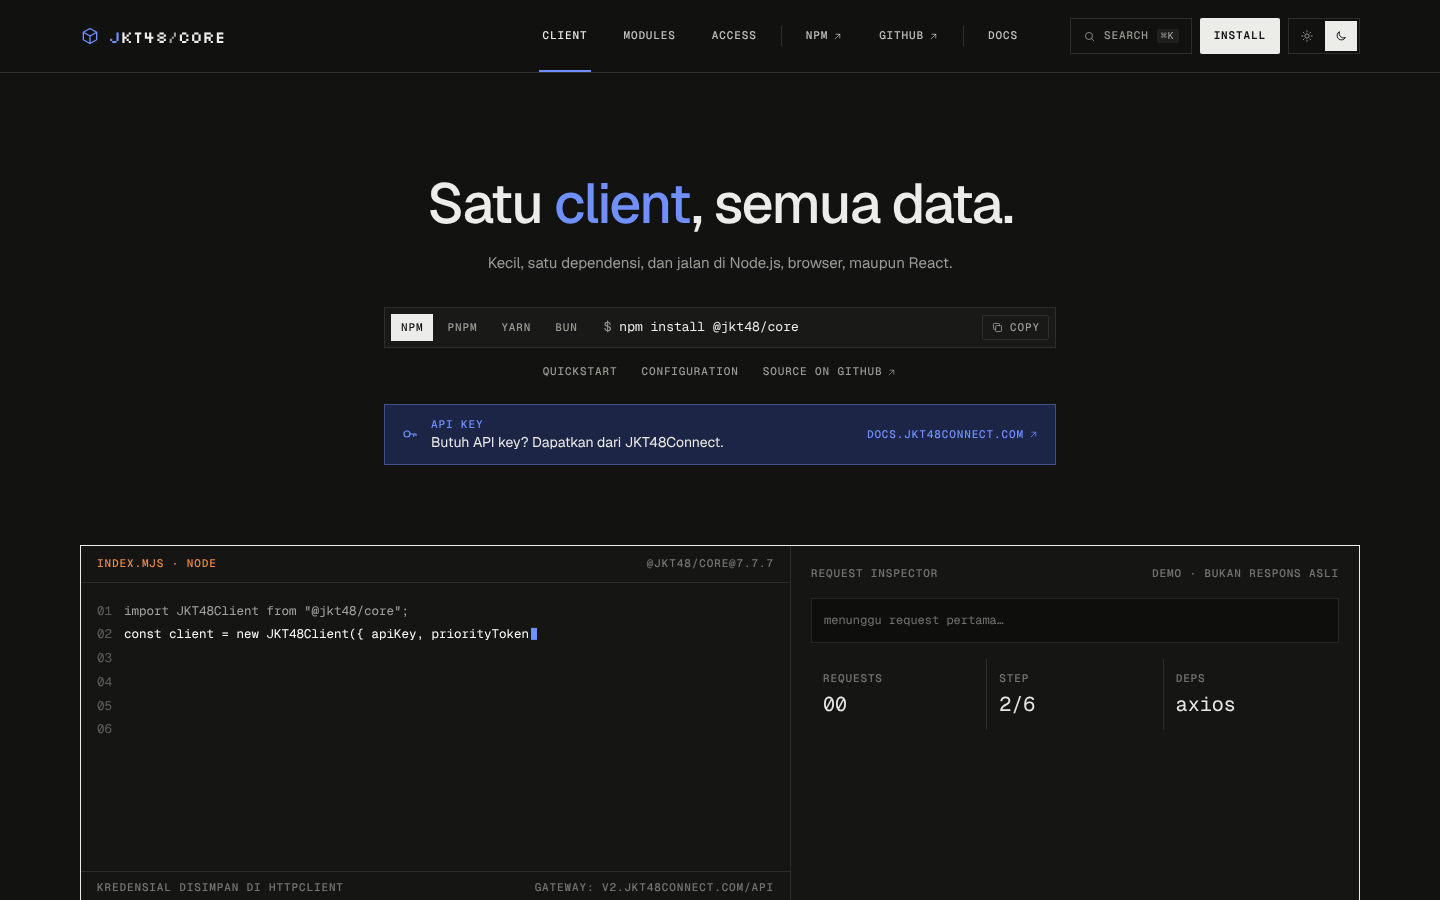 JKT48/CORE
CLIENT MODULES ACCESS NPM ↗ GITHUB ↗ DOCS
SEARCH ⌘K INSTALL
Satu client, semua data.
Kecil, satu dependensi, dan jalan di Node.js, browser, maupun React.
NPM PNPM YARN BUN $ npm install @jkt48/core COPY
QUICKSTART CONFIGURATION SOURCE ON GITHUB ↗
API KEY
Butuh API key? Dapatkan dari JKT48Connect.
DOCS.JKT48CONNECT.COM ↗
INDEX.MJS · NODE @JKT48/CORE@7.7.7
01 import JKT48Client from "@jkt48/core";
02 const client = new JKT48Client({ apiKey, priorityToken
03
04
05
06
KREDENSIAL DISIMPAN DI HTTPCLIENT GATEWAY: V2.JKT48CONNECT.COM/API
REQUEST INSPECTOR DEMO · BUKAN RESPONS ASLI
menunggu request pertama…
REQUESTS STEP DEPS
00 2/6 axios